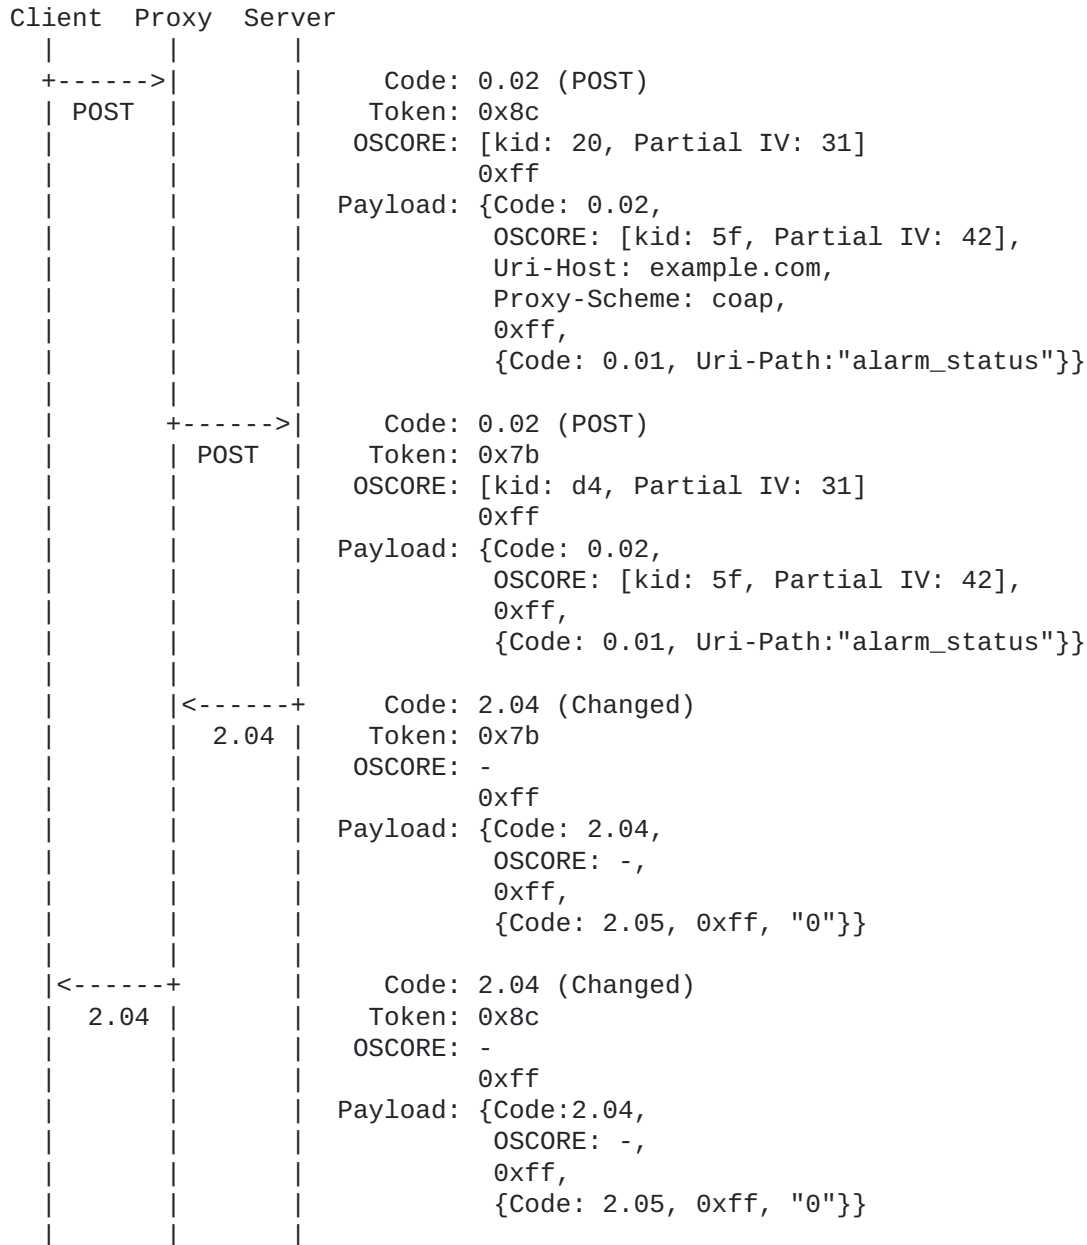 Client  Proxy  Server
  |       |       |
  +------>|       |     Code: 0.02 (POST)
  | POST  |       |    Token: 0x8c
  |       |       |   OSCORE: [kid: 20, Partial IV: 31]
  |       |       |           0xff
  |       |       |  Payload: {Code: 0.02,
  |       |       |            OSCORE: [kid: 5f, Partial IV: 42],
  |       |       |            Uri-Host: example.com,
  |       |       |            Proxy-Scheme: coap,
  |       |       |            0xff,
  |       |       |            {Code: 0.01, Uri-Path:"alarm_status"}}
  |       |       |
  |       +------>|     Code: 0.02 (POST)
  |       | POST  |    Token: 0x7b
  |       |       |   OSCORE: [kid: d4, Partial IV: 31]
  |       |       |           0xff
  |       |       |  Payload: {Code: 0.02,
  |       |       |            OSCORE: [kid: 5f, Partial IV: 42],
  |       |       |            0xff,
  |       |       |            {Code: 0.01, Uri-Path:"alarm_status"}}
  |       |       |
  |       |<------+     Code: 2.04 (Changed)
  |       |  2.04 |    Token: 0x7b
  |       |       |   OSCORE: -
  |       |       |           0xff
  |       |       |  Payload: {Code: 2.04,
  |       |       |            OSCORE: -,
  |       |       |            0xff,
  |       |       |            {Code: 2.05, 0xff, "0"}}
  |       |       |
  |<------+       |     Code: 2.04 (Changed)
  |  2.04 |       |    Token: 0x8c
  |       |       |   OSCORE: -
  |       |       |           0xff
  |       |       |  Payload: {Code:2.04,
  |       |       |            OSCORE: -,
  |       |       |            0xff,
  |       |       |            {Code: 2.05, 0xff, "0"}}
  |       |       |